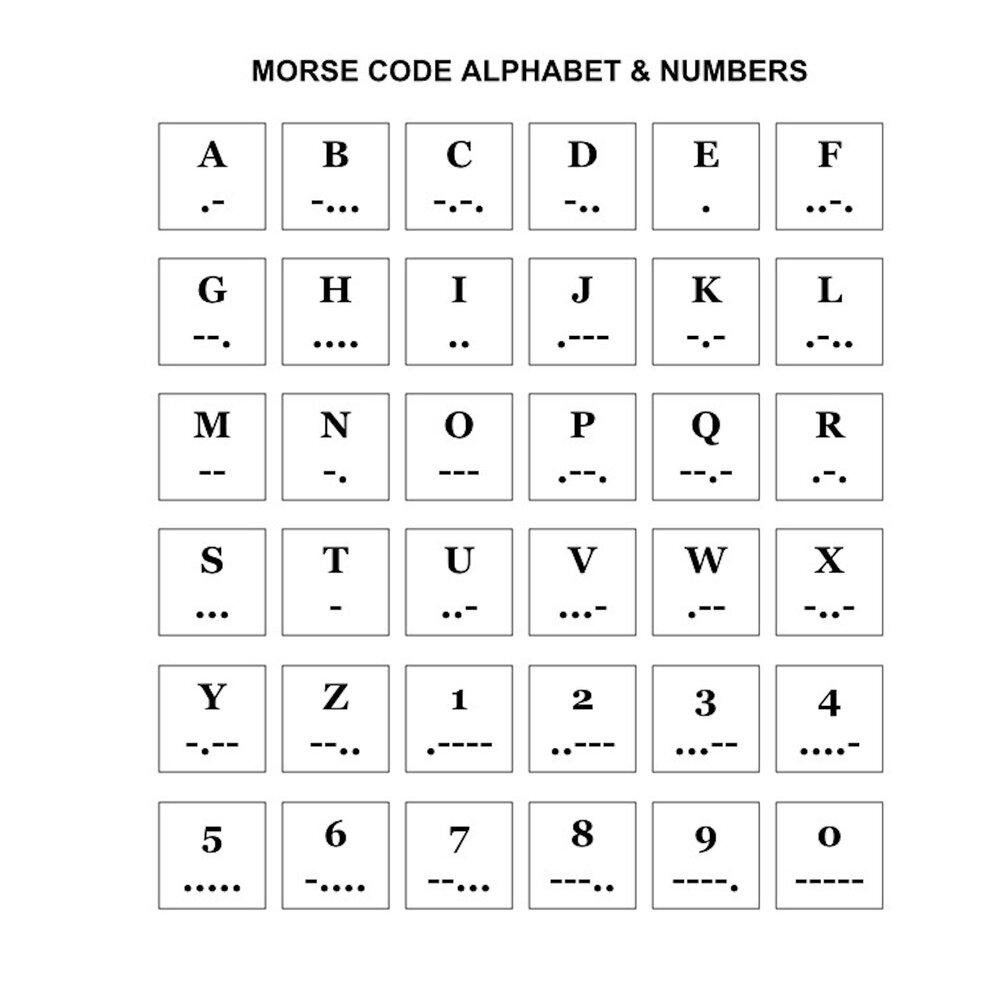 MORSE CODE ALPHABET & NUMBERS
A B C D E F
.- -... -.-. -.. . ..-.
G H I J K L
--. .... .. .--- -.- .-..
M N O P Q R
-- -. --- .--. --.- .-.
S T U V W X
... - ..- ...- .-- -..-
Y Z 1 2 3 4
-.-- --.. .---- ..--- ...-- ....-
5 6 7 8 9 0
..... -.... --... ---.. ----. -----